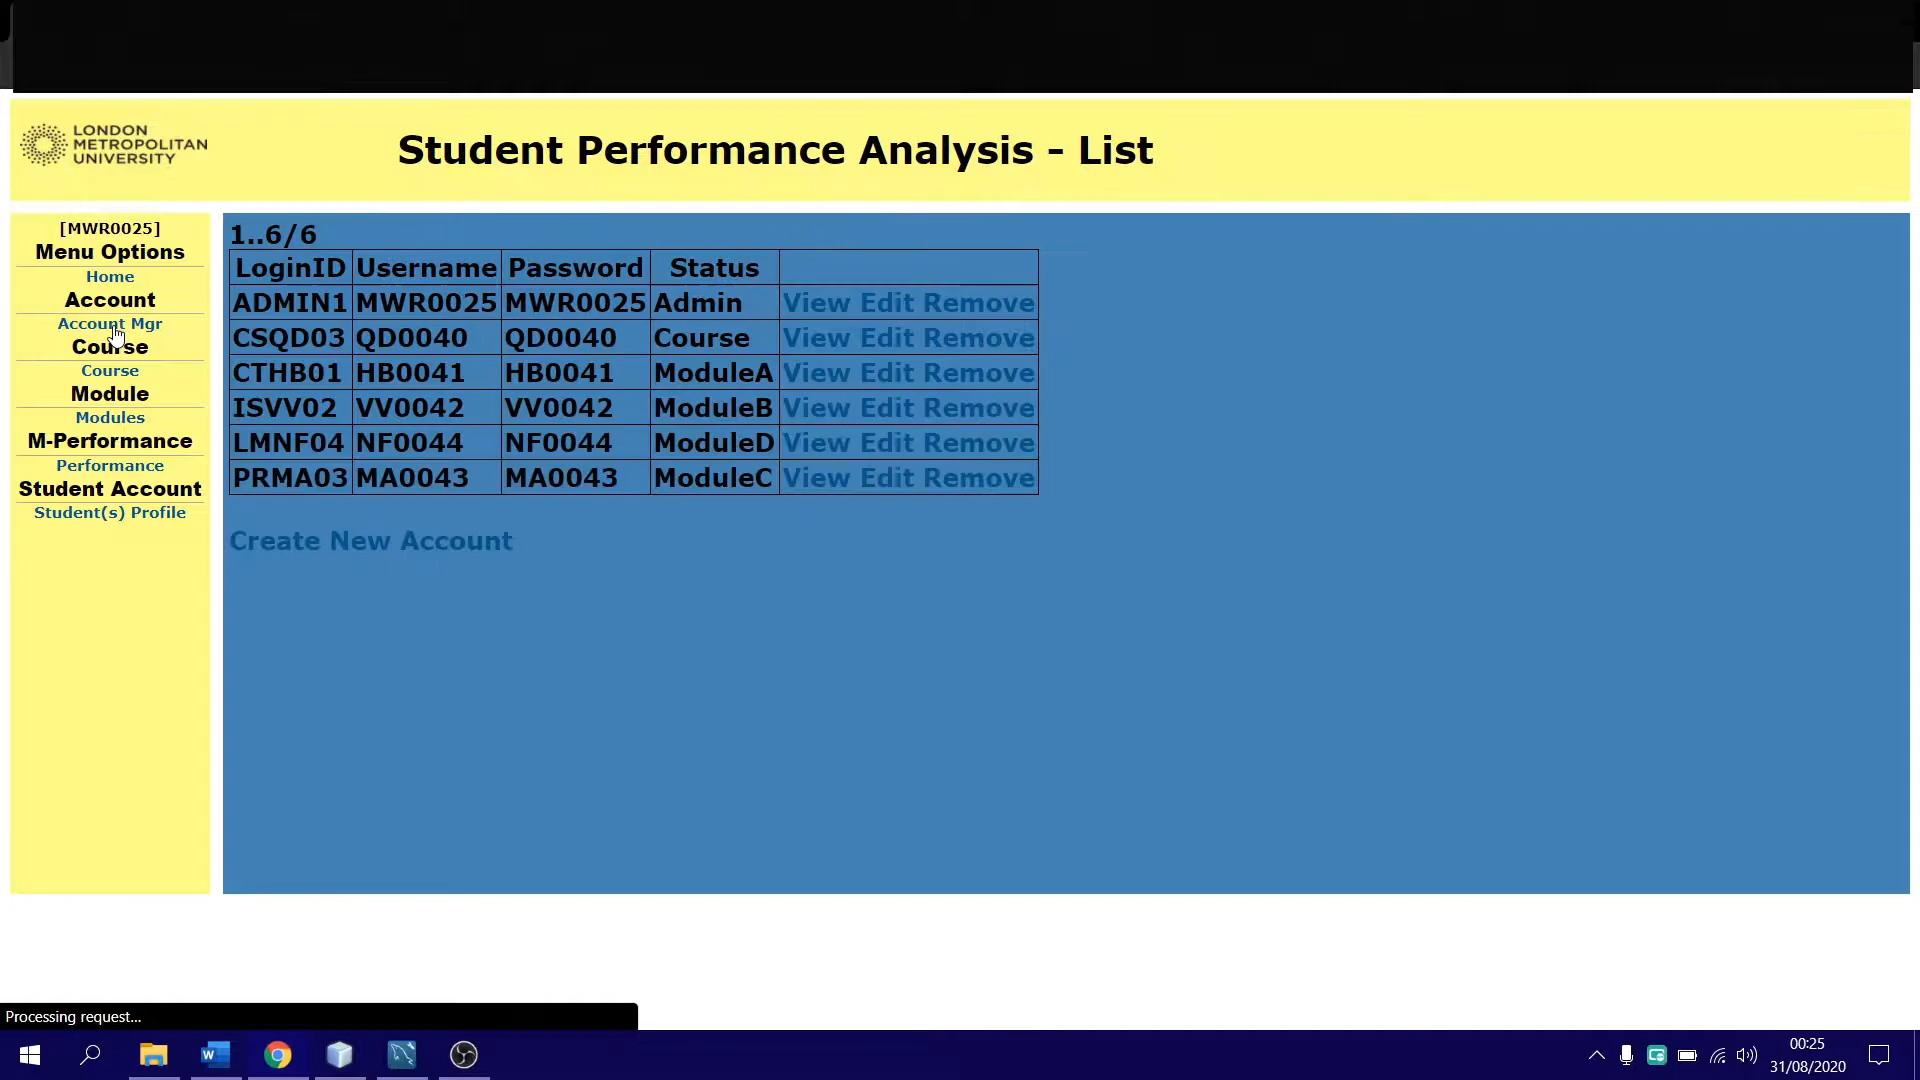 LONDON
METROPOLITAN
UNIVERSITY
Student Performance Analysis - List
[MWR0025]
Menu Options
Home
Account
Account Mgr
Course
Course
Module
Modules
M-Performance
Performance
Student Account
Student(s) Profile
1..6/6
LoginID Username Password Status
ADMIN1 MWR0025 MWR0025 Admin View Edit Remove
CSQD03 QD0040 QD0040 Course View Edit Remove
CTHB01 HB0041 HB0041 ModuleA View Edit Remove
ISVV02 VV0042 VV0042 ModuleB View Edit Remove
LMNF04 NF0044 NF0044 ModuleD View Edit Remove
PRMA03 MA0043 MA0043 ModuleC View Edit Remove
Create New Account
Processing request...
00:25
31/08/2020